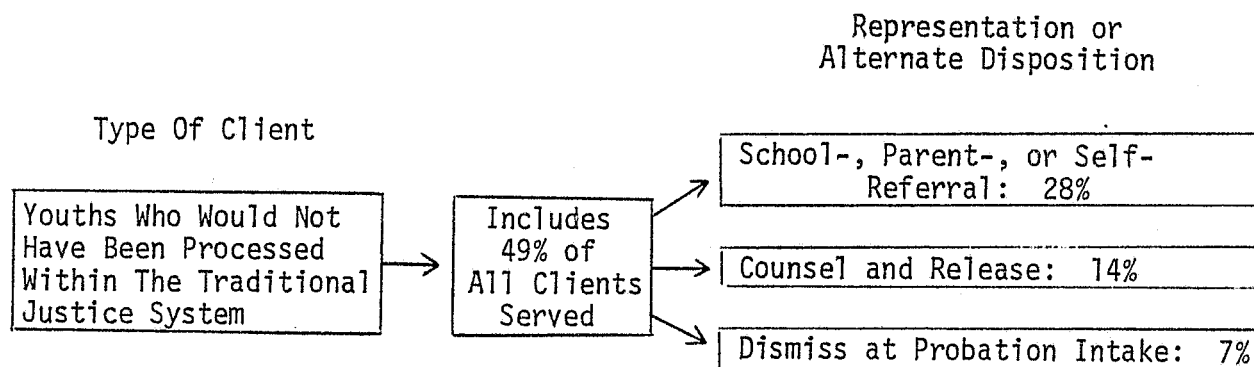 Representation or
Alternate Disposition
Type Of Client
School-, Parent-, or Self-
Referral: 28%
Youths Who Would Not
Have Been Processed
Within The Traditional
Justice System
Includes
49% of
All Clients
Served
Counsel and Release: 14%
Dismiss at Probation Intake: 7%